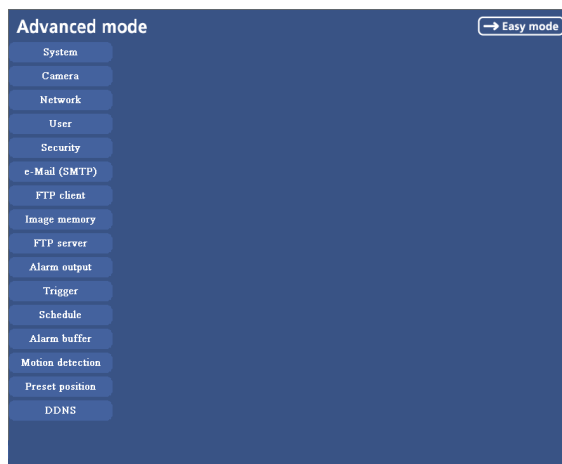 Advanced mode
→ Easy mode
System
Camera
Network
User
Security
e-Mail (SMTP)
FTP client
Image memory
FTP server
Alarm output
Trigger
Schedule
Alarm buffer
Motion detection
Preset position
DDNS